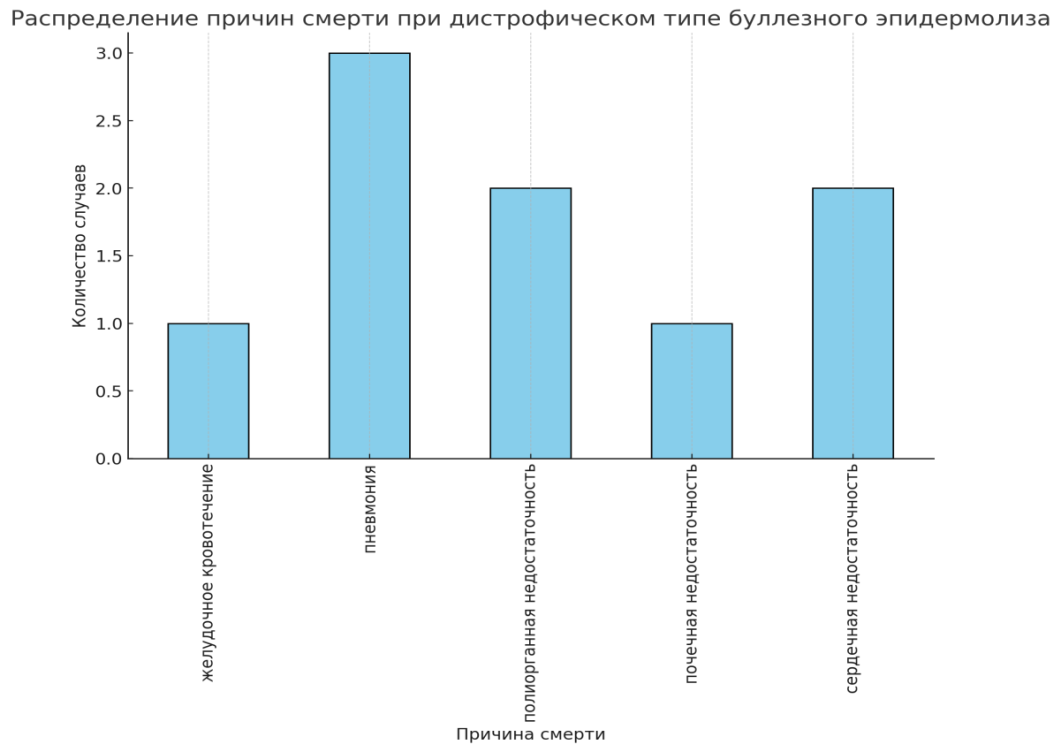 Распределение причин смерти при дистрофическом типе буллезного эпидермолиза
Количество случаев
3.0
2.5
2.0
1.5
1.0
0.5
0.0
желудочное кровотечение
пневмония
полиорганная недостаточность
почечная недостаточность
сердечная недостаточность
Причина смерти